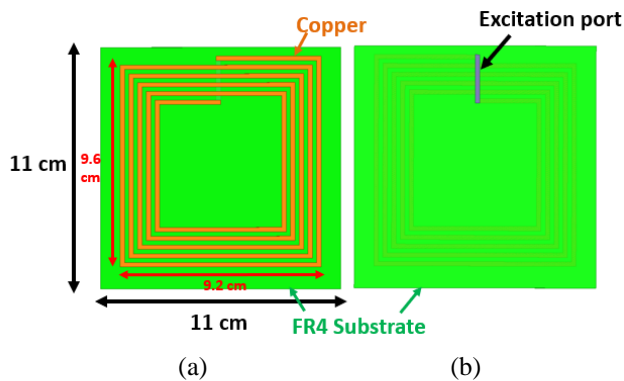 Copper
Excitation port
11 cm
9.6
cm
9.2 cm
11 cm
FR4 Substrate
(a)
(b)